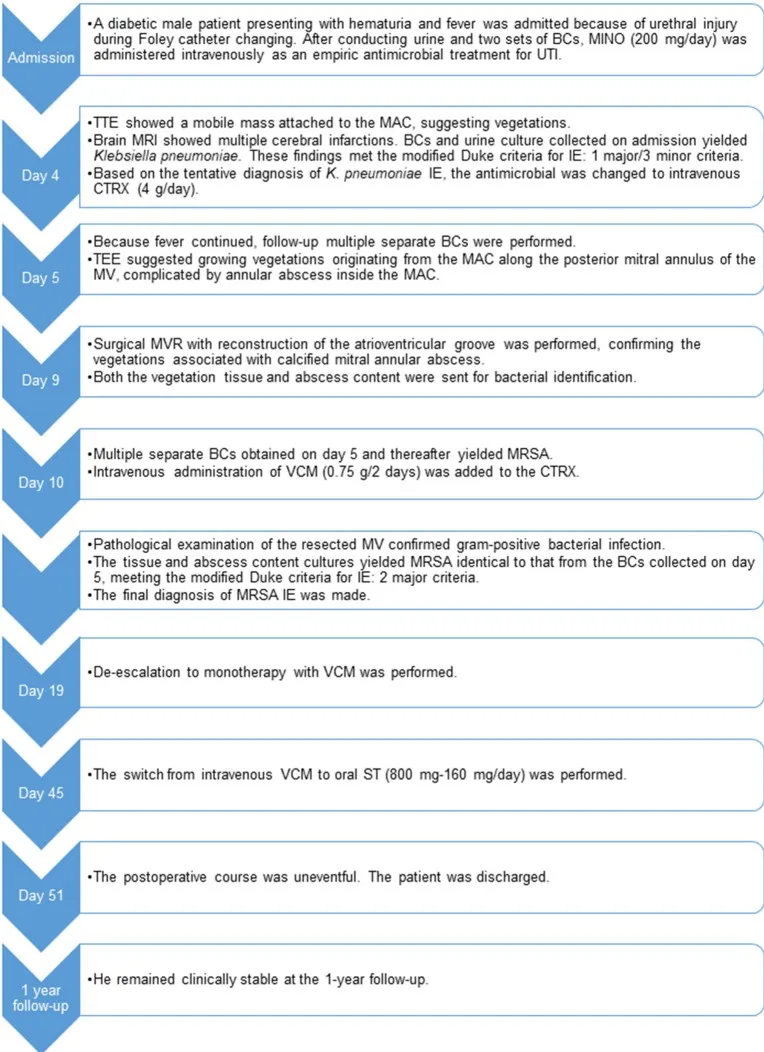 Admission
•A diabetic male patient presenting with hematuria and fever was admitted because of urethral injury
during Foley catheter changing. After conducting urine and two sets of BCs, MINO (200 mg/day) was
administered intravenously as an empiric antimicrobial treatment for UTI.
Day 4
•TTE showed a mobile mass attached to the MAC, suggesting vegetations.
•Brain MRI showed multiple cerebral infarctions. BCs and urine culture collected on admission yielded
Klebsiella pneumoniae. These findings met the modified Duke criteria for IE: 1 major/3 minor criteria.
•Based on the tentative diagnosis of K. pneumoniae IE, the antimicrobial was changed to intravenous
CTRX (4 g/day).
Day 5
•Because fever continued, follow-up multiple separate BCs were performed.
•TEE suggested growing vegetations originating from the MAC along the posterior mitral annulus of the
MV, complicated by annular abscess inside the MAC.
Day 9
•Surgical MVR with reconstruction of the atrioventricular groove was performed, confirming the
vegetations associated with calcified mitral annular abscess.
•Both the vegetation tissue and abscess content were sent for bacterial identification.
Day 10
•Multiple separate BCs obtained on day 5 and thereafter yielded MRSA.
•Intravenous administration of VCM (0.75 g/2 days) was added to the CTRX.
•Pathological examination of the resected MV confirmed gram-positive bacterial infection.
•The tissue and abscess content cultures yielded MRSA identical to that from the BCs collected on day
5, meeting the modified Duke criteria for IE: 2 major criteria.
•The final diagnosis of MRSA IE was made.
Day 19
•De-escalation to monotherapy with VCM was performed.
Day 45
•The switch from intravenous VCM to oral ST (800 mg-160 mg/day) was performed.
Day 51
•The postoperative course was uneventful. The patient was discharged.
1 year
follow-up
•He remained clinically stable at the 1-year follow-up.